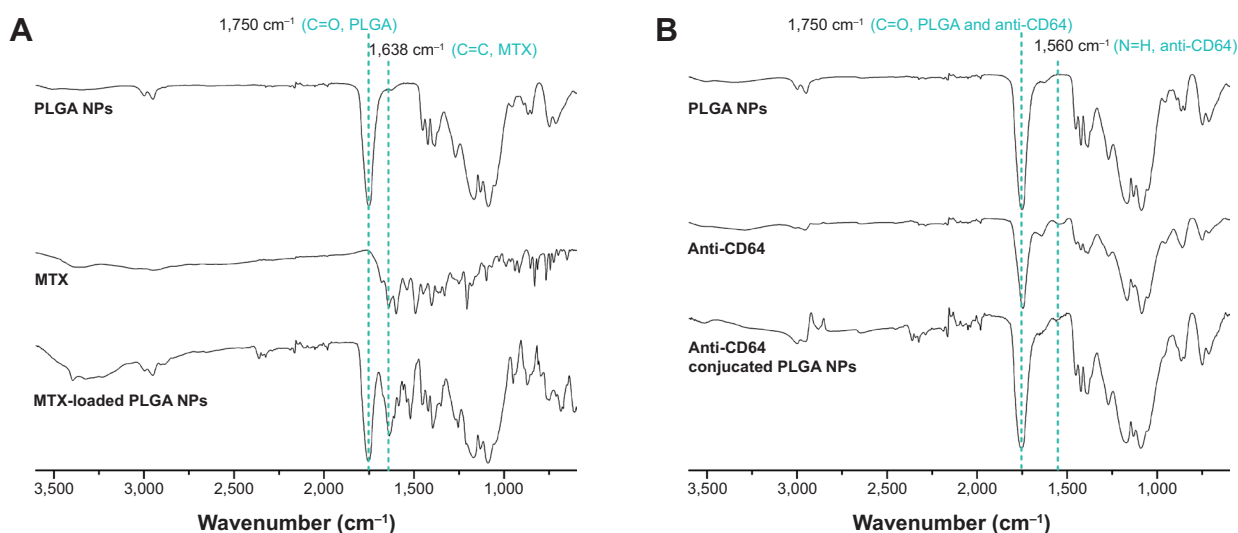 A
1,750 cm⁻¹ (C=O, PLGA)
1,638 cm⁻¹ (C=C, MTX)
PLGA NPs
MTX
MTX-loaded PLGA NPs
3,500 3,000 2,500 2,000 1,500 1,000
Wavenumber (cm⁻¹)
B
1,750 cm⁻¹ (C=O, PLGA and anti-CD64)
1,560 cm⁻¹ (N=H, anti-CD64)
PLGA NPs
Anti-CD64
Anti-CD64
conjucated PLGA NPs
3,500 3,000 2,500 2,000 1,500 1,000
Wavenumber (cm⁻¹)